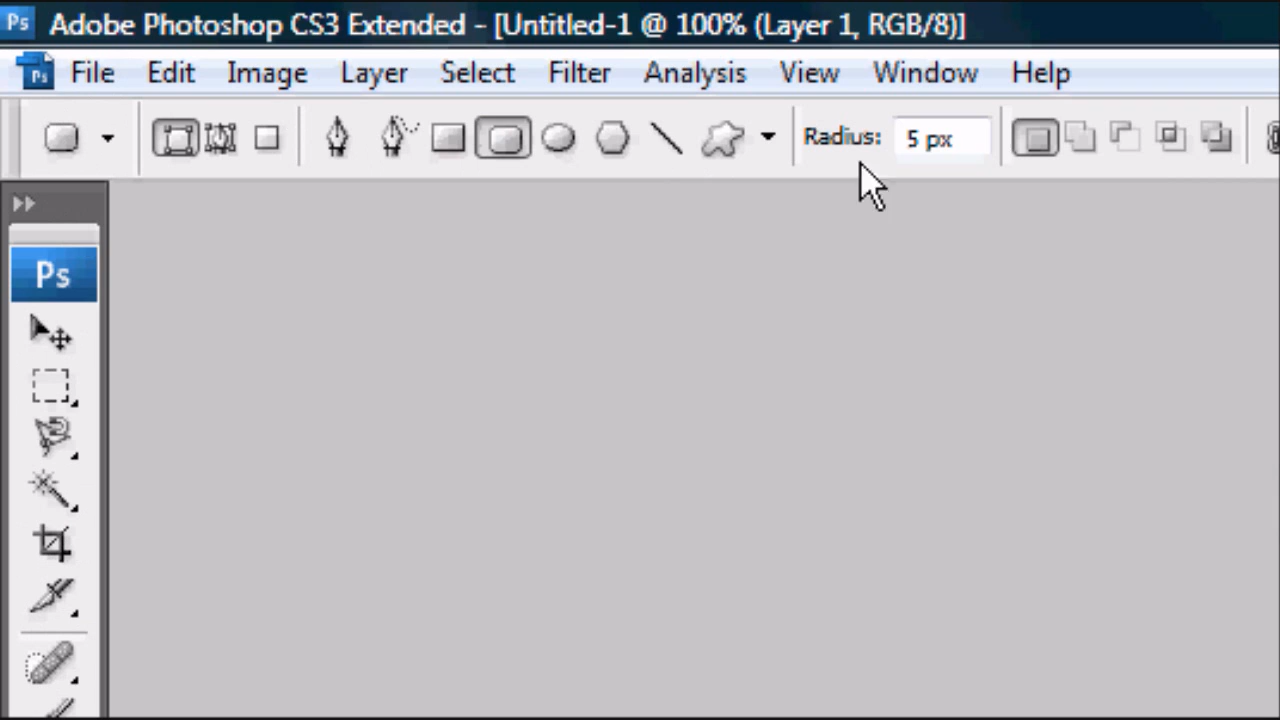 Ps Adobe Photoshop CS3 Extended - [Untitled-1 @ 100% (Layer 1, RGB/8)]
Ps File Edit Image Layer Select Filter Analysis View Window Help
Radius: 5 px
Ps